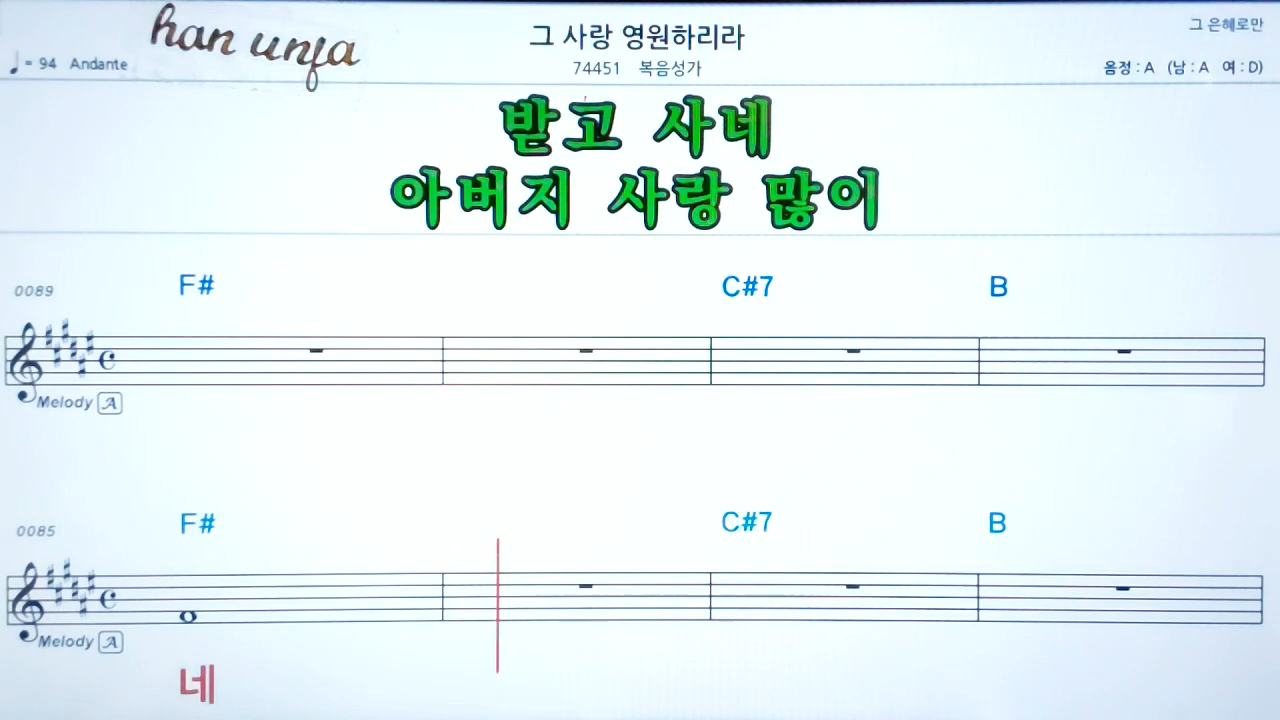 han unja
그 사랑 영원하리라
그 은혜로만
♩= 94 Andante
74451 복음성가
음정 : A (남 : A 여 : D)
받고 사네
아버지 사랑 많이
0089
F# C#7 B
Melody A
0085
F# C#7 B
Melody A
네